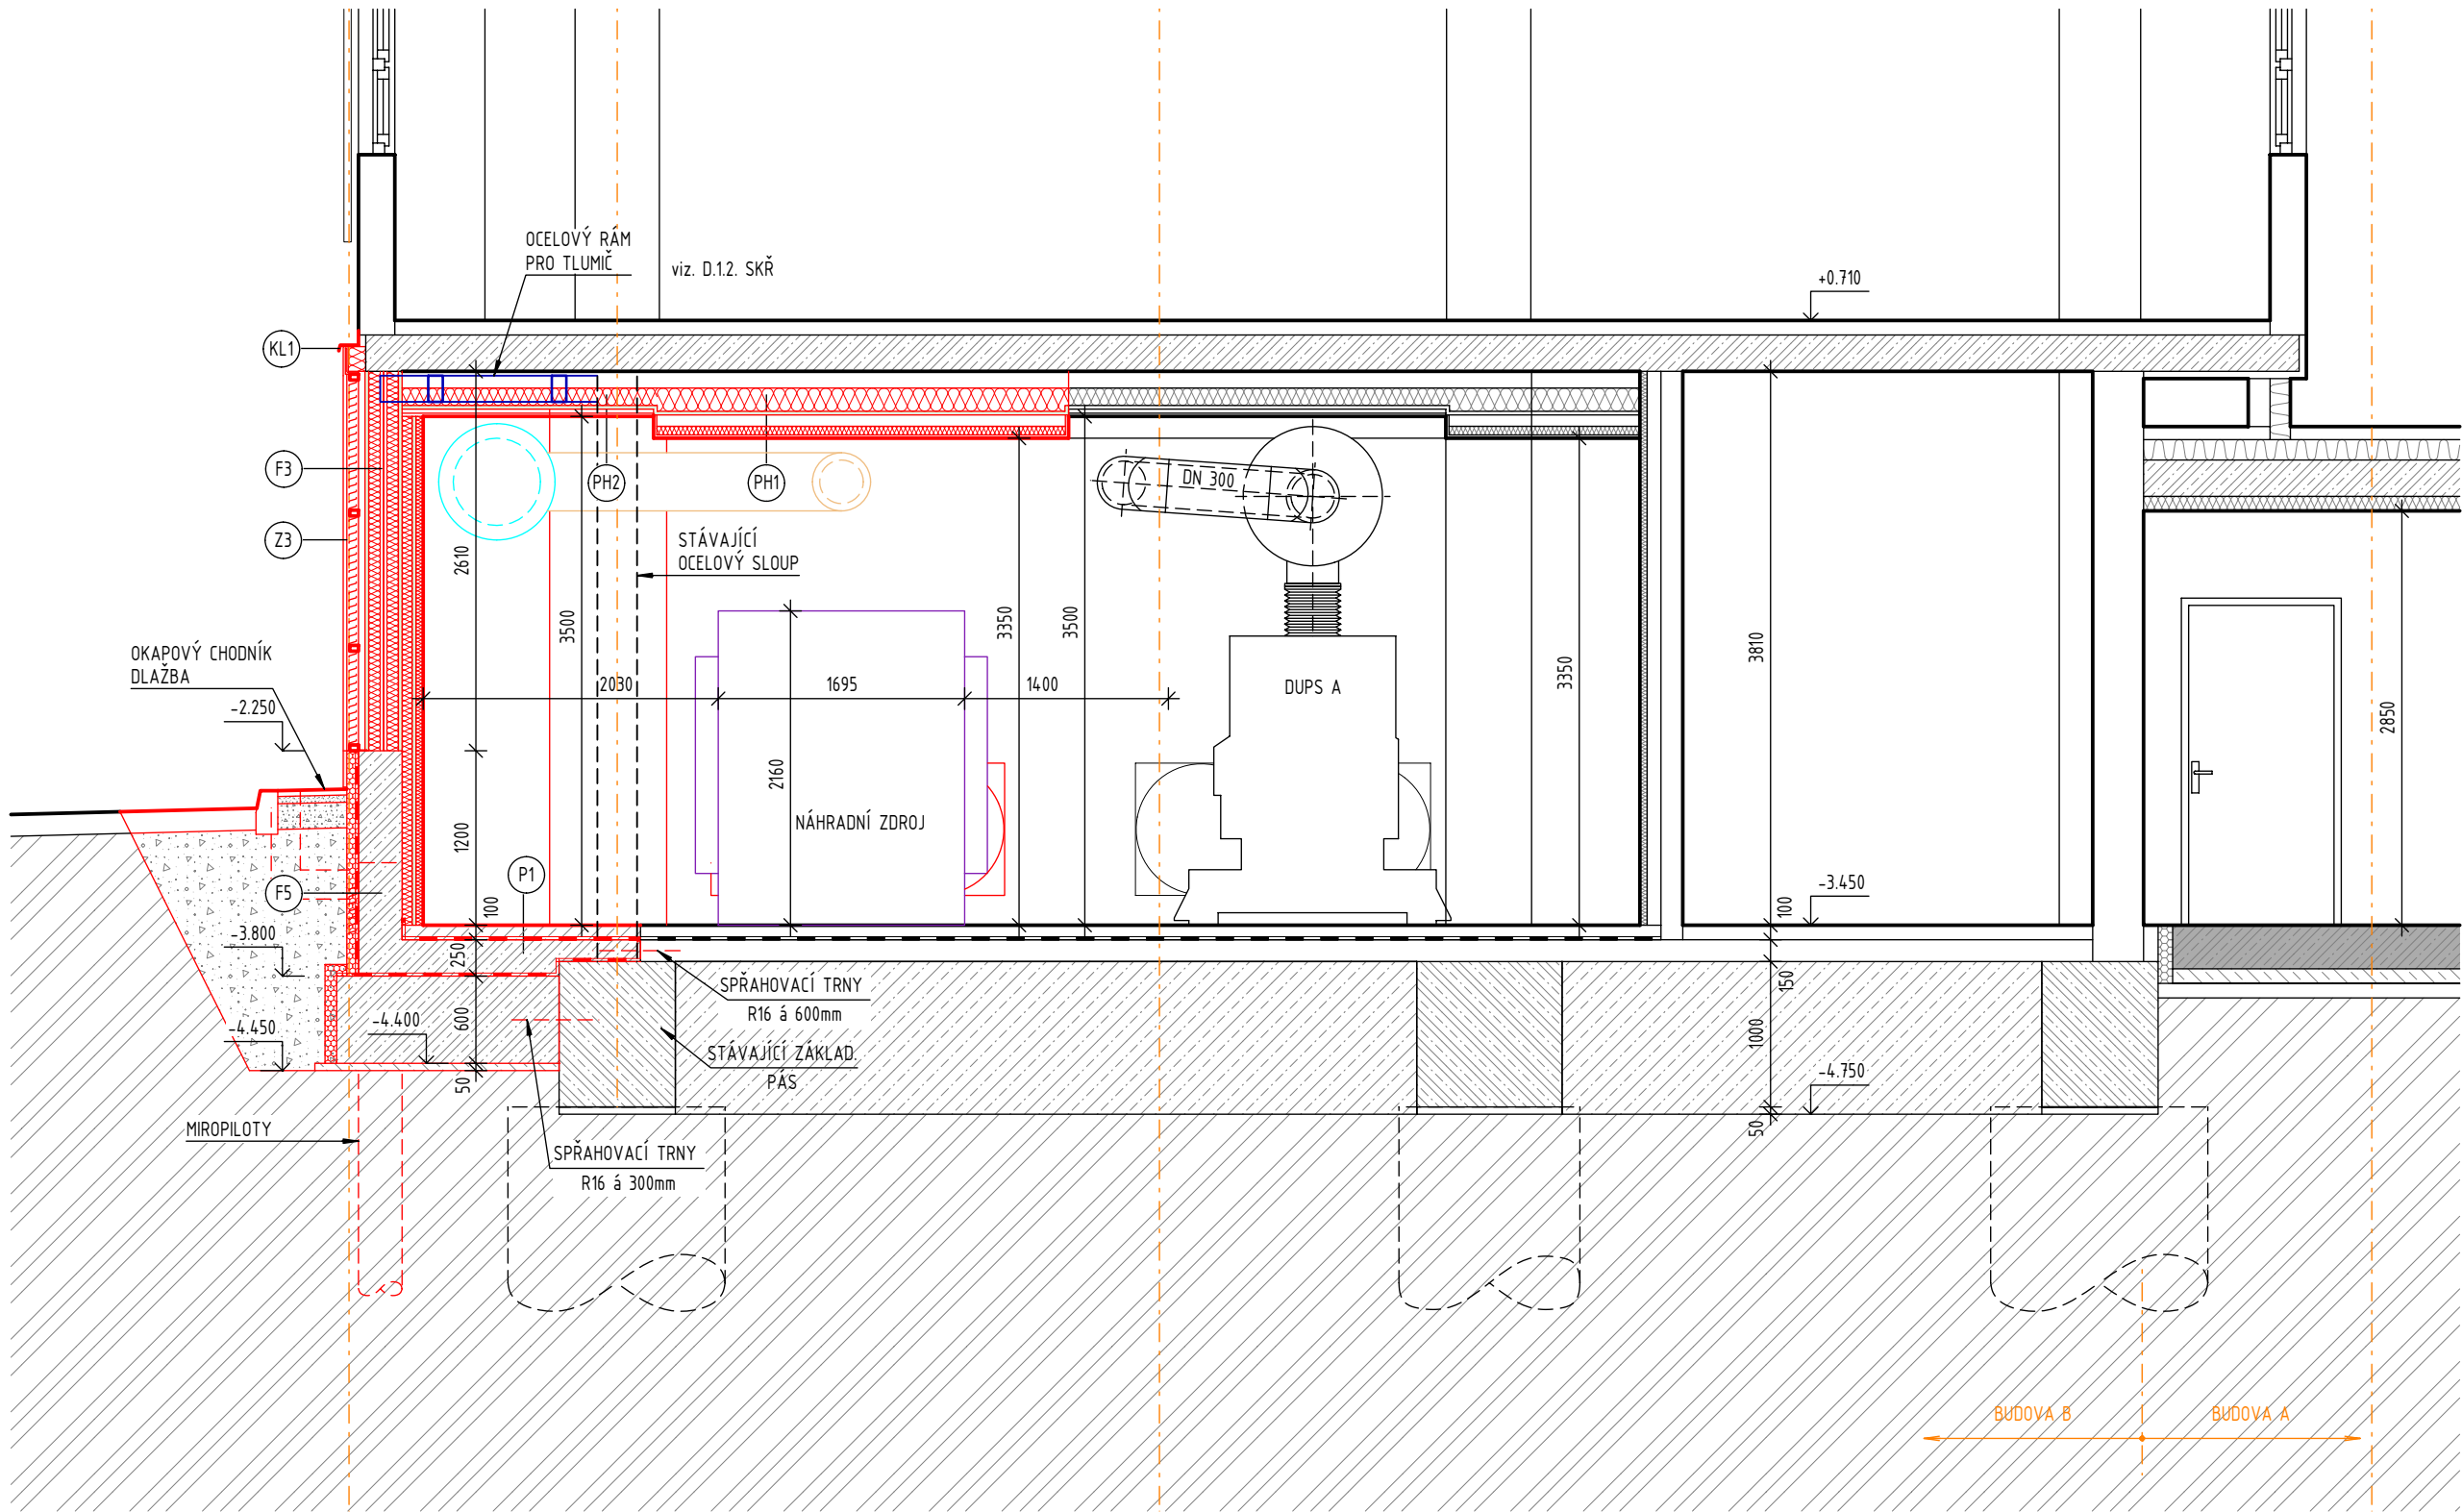 OCELOVÝ RÁM
PRO TLUMIČ
viz. D.1.2. SKŘ
+0.710
KL1
F3
PH2
PH1
DN 300
Z3
STÁVAJÍCÍ
OCELOVÝ SLOUP
2610
3500
3350
3500
3350
3810
2850
OKAPOVÝ CHODNÍK
DLAŽBA
-2.250
2030
1695
1400
DUPS A
2160
NÁHRADNÍ ZDROJ
1200
P1
F5
-3.450
100
100
-3.800
250
SPŘAHOVACÍ TRNY
R16 á 600mm
150
-4.450
-4.400
600
1000
STÁVAJÍCÍ ZÁKLAD.
PÁS
50
-4.750
50
MIROPILOTY
SPŘAHOVACÍ TRNY
R16 á 300mm
BUDOVA B
BUDOVA A